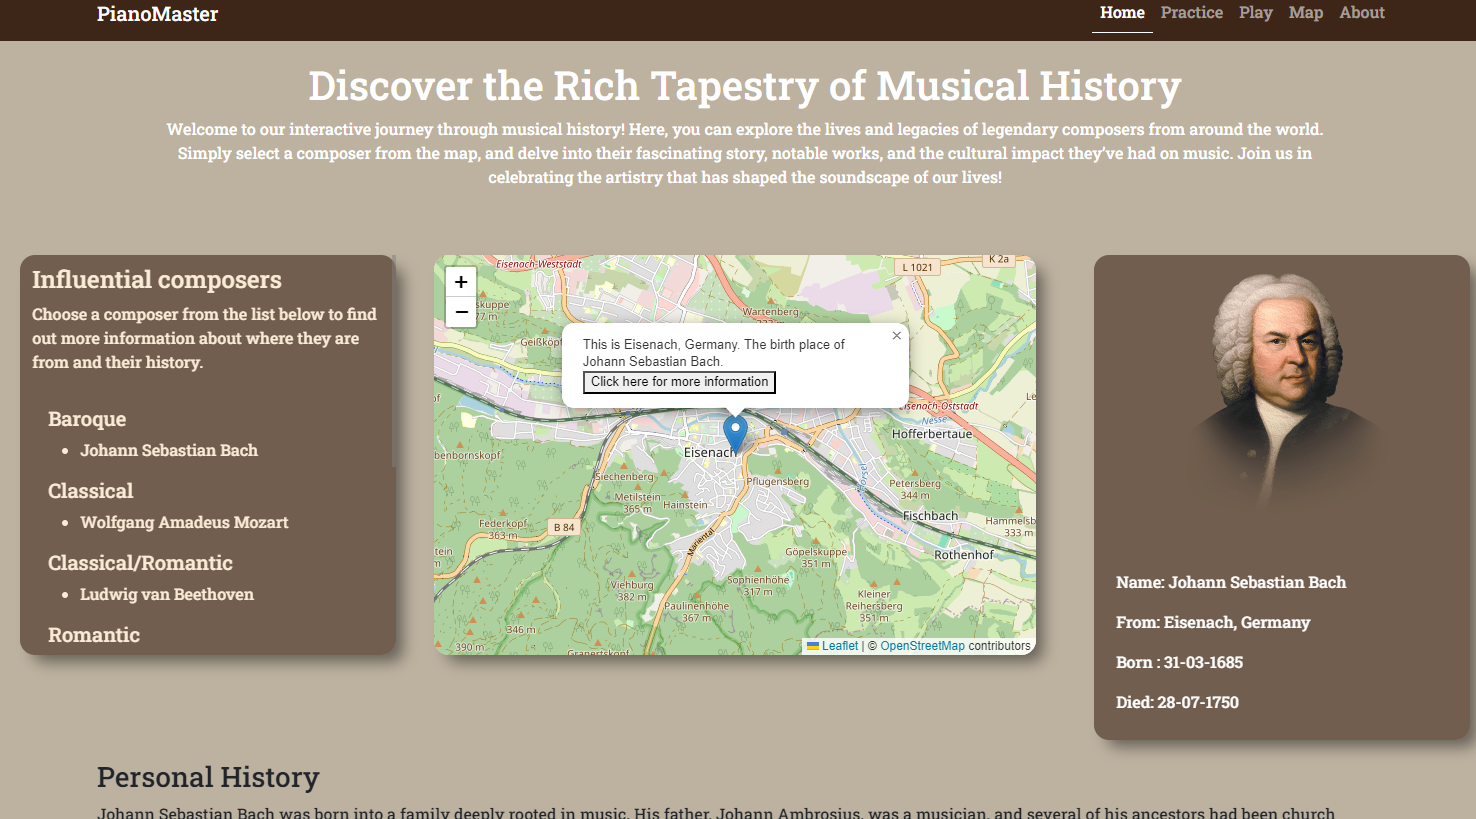 PianoMaster
Home Practice Play Map About
Discover the Rich Tapestry of Musical History
Welcome to our interactive journey through musical history! Here, you can explore the lives and legacies of legendary composers from around the world.
Simply select a composer from the map, and delve into their fascinating story, notable works, and the cultural impact they've had on music. Join us in
celebrating the artistry that has shaped the soundscape of our lives!
Influential composers
Choose a composer from the list below to find
out more information about where they are
from and their history.
Baroque
Johann Sebastian Bach
Classical
Wolfgang Amadeus Mozart
Classical/Romantic
Ludwig van Beethoven
Romantic
+
−
Eisenach-Weststadt
L 1021
K 2a
skuppe
77 m
Wartenberg
Geißköpf
This is Eisenach, Germany. The birth place of
Johann Sebastian Bach.
Click here for more information
×
Eisenach-Oststadt
Nesse
Hofferbertaue
benbornskopf
Eisenach
Siechenberg
Pflugensberg
Hörsel
Petersberg
344 m
Metilstein
365 m
Hainstein
Fischbach
Federkopf
363 m
B 84
Hammelsb
333 m
Mariental
tein
Göpelskuppe
351 m
Rothenhof
Viehburg
382 m
Sophienhöhe
317 m
Kleiner
Reihersberg
351 m
Paulinenhöhe
367 m
346 m
390 m
Granertskopf
Leaflet | © OpenStreetMap contributors
Name: Johann Sebastian Bach
From: Eisenach, Germany
Born : 31-03-1685
Died: 28-07-1750
Personal History
Johann Sebastian Bach was born into a family deeply rooted in music. His father, Johann Ambrosius, was a musician, and several of his ancestors had been church